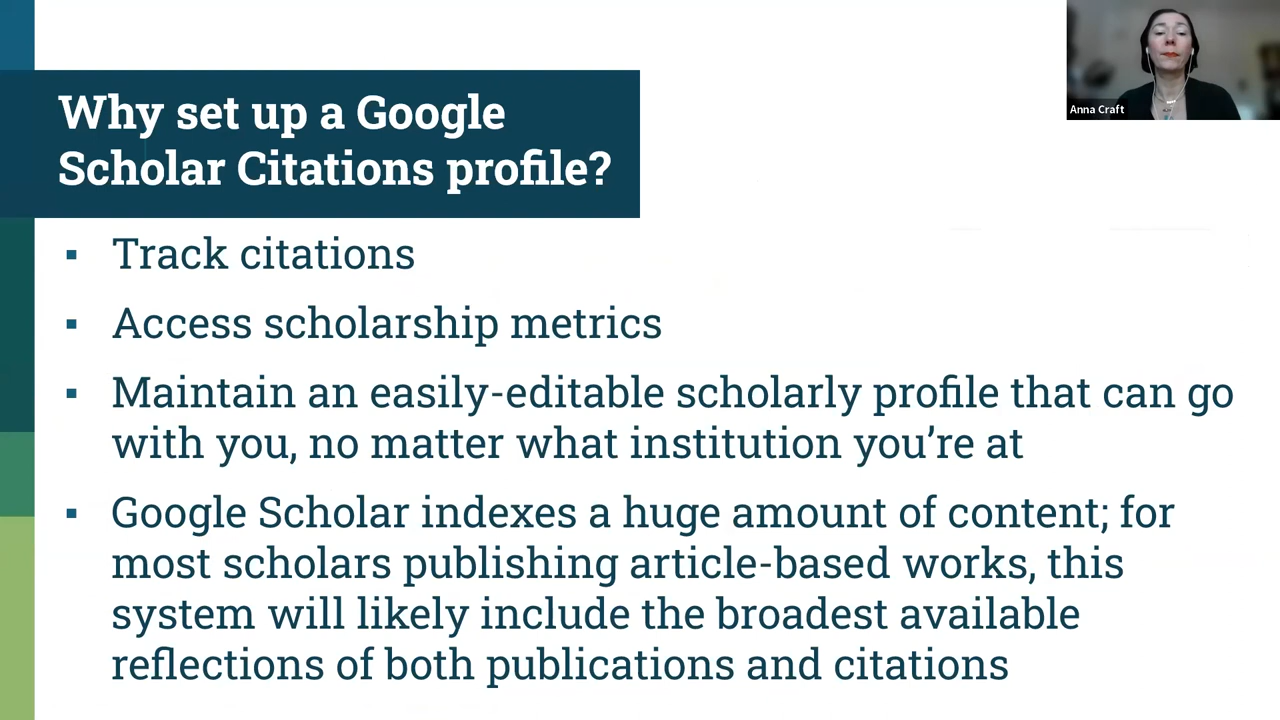 Why set up a Google
Scholar Citations profile?
Anna Craft
▪ Track citations
▪ Access scholarship metrics
▪ Maintain an easily-editable scholarly profile that can go
with you, no matter what institution you’re at
▪ Google Scholar indexes a huge amount of content; for
most scholars publishing article-based works, this
system will likely include the broadest available
reflections of both publications and citations